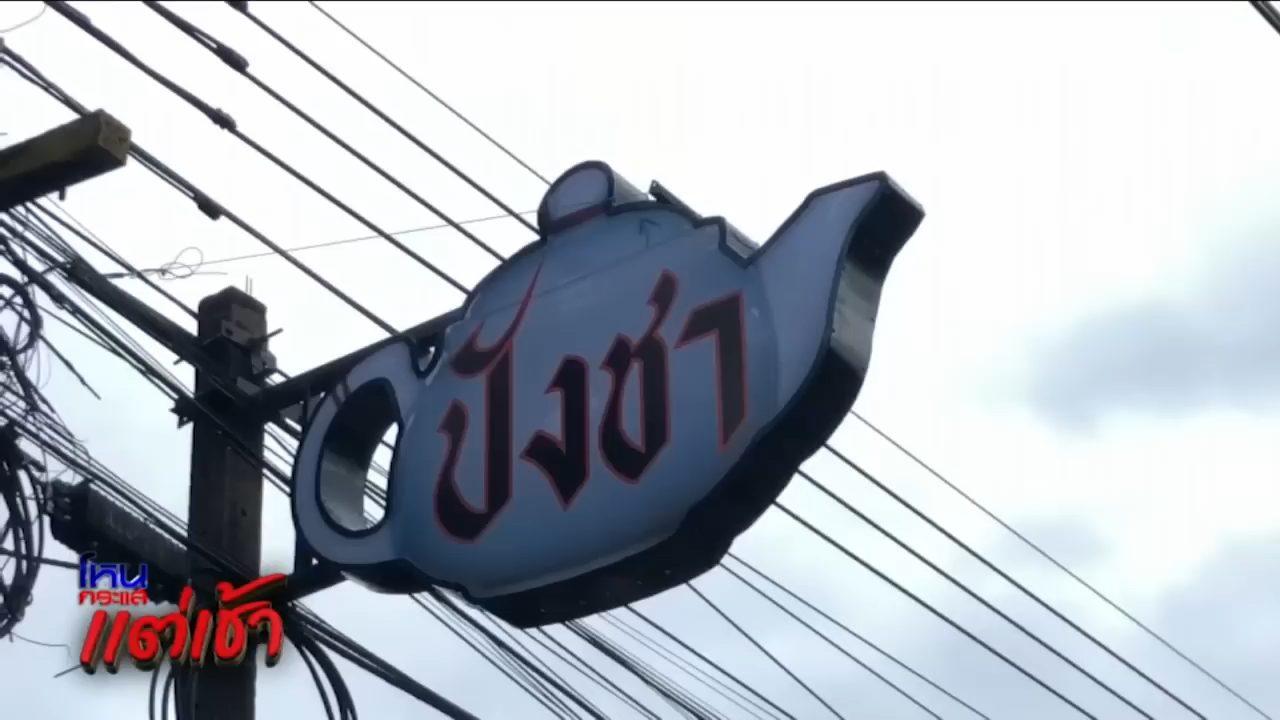 ปังชา
โหน
กระแส
แต่เช้า